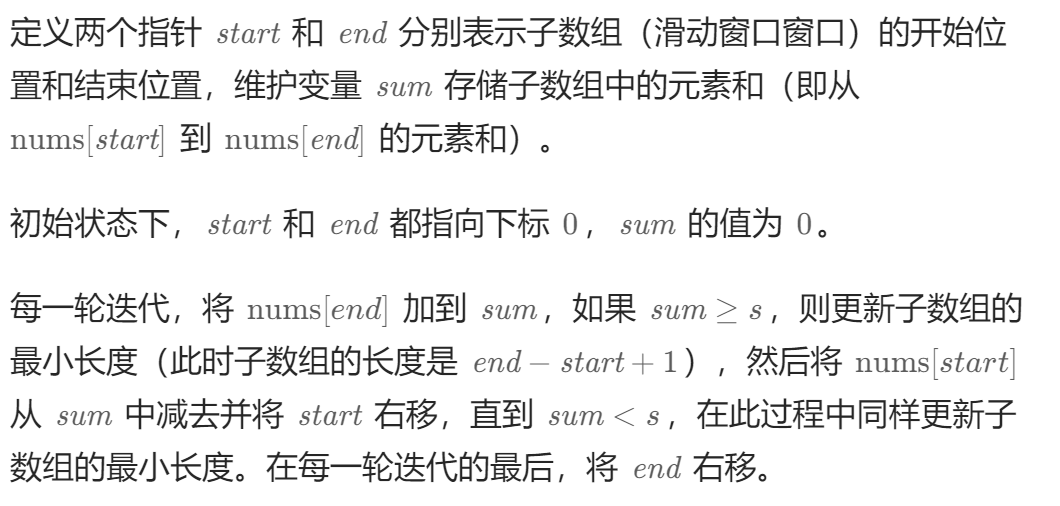 定义两个指针 start 和 end 分别表示子数组（滑动窗口窗口）的开始位
置和结束位置，维护变量 sum 存储子数组中的元素和（即从
nums[start] 到 nums[end] 的元素和）。
初始状态下，start 和 end 都指向下标 0，sum 的值为 0。
每一轮迭代，将 nums[end] 加到 sum，如果 sum ≥ s，则更新子数组的
最小长度（此时子数组的长度是 end − start + 1），然后将 nums[start]
从 sum 中减去并将 start 右移，直到 sum < s，在此过程中同样更新子
数组的最小长度。在每一轮迭代的最后，将 end 右移。